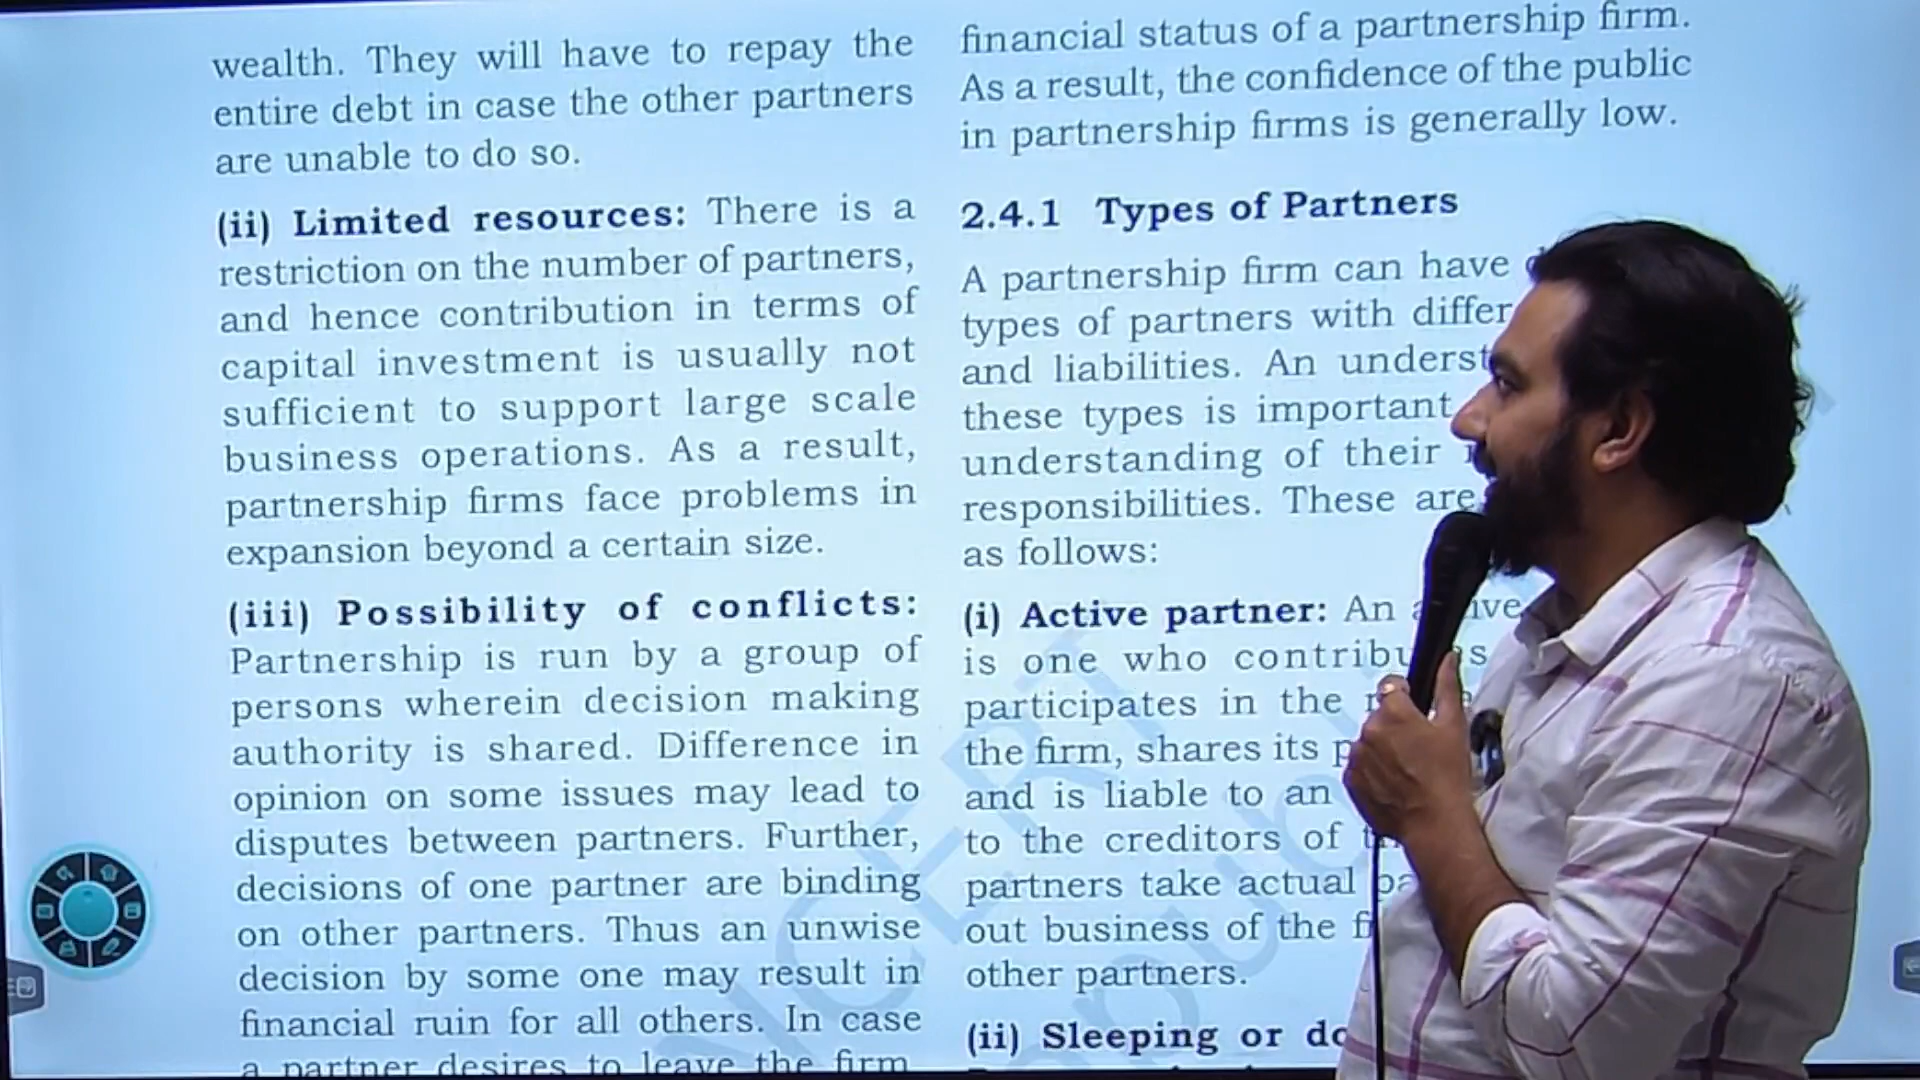 wealth. They will have to repay the
entire debt in case the other partners
are unable to do so.
(ii) Limited resources: There is a
restriction on the number of partners,
and hence contribution in terms of
capital investment is usually not
sufficient to support large scale
business operations. As a result,
partnership firms face problems in
expansion beyond a certain size.
(iii) Possibility of conflicts:
Partnership is run by a group of
persons wherein decision making
authority is shared. Difference in
opinion on some issues may lead to
disputes between partners. Further,
decisions of one partner are binding
on other partners. Thus an unwise
decision by some one may result in
financial ruin for all others. In case
a partner desires to leave the firm
financial status of a partnership firm.
As a result, the confidence of the public
in partnership firms is generally low.
2.4.1 Types of Partners
A partnership firm can have
types of partners with
and liabilities. An
these types is important
understanding of their
responsibilities. These are
as follows:
(i) Active partner: An
is one who
participates in the
the firm, shares its
and is liable to an
to the creditors of
partners take actual
out business of the
other partners.
(ii) Sleeping or
NCERT